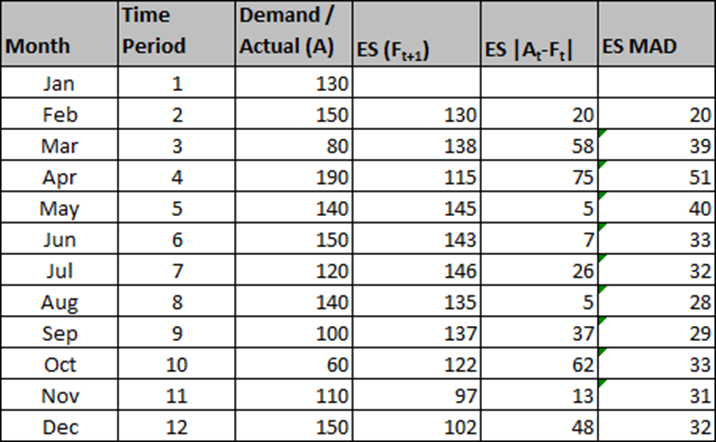 Month Time Period Demand / Actual (A) ES (Ft+1) ES |At-Ft| ES MAD
Jan 1 130
Feb 2 150 130 20 20
Mar 3 80 138 58 39
Apr 4 190 115 75 51
May 5 140 145 5 40
Jun 6 150 143 7 33
Jul 7 120 146 26 32
Aug 8 140 135 5 28
Sep 9 100 137 37 29
Oct 10 60 122 62 33
Nov 11 110 97 13 31
Dec 12 150 102 48 32